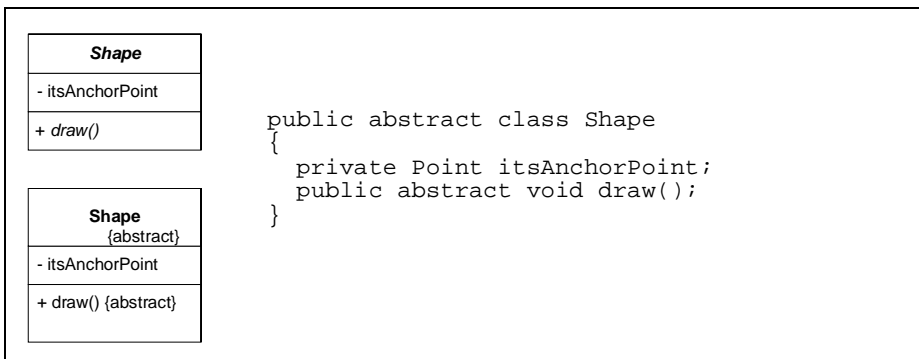 Shape
- itsAnchorPoint
+ draw()
Shape
{abstract}
- itsAnchorPoint
+ draw() {abstract}
public abstract class Shape
{
private Point itsAnchorPoint;
public abstract void draw();
}